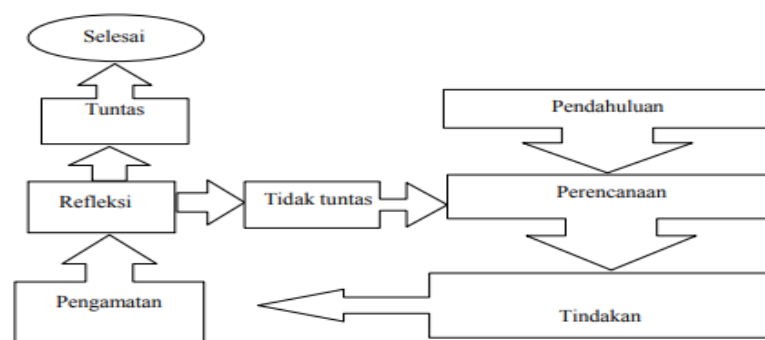 Selesai
Tuntas
Pendahuluan
Refleksi
Tidak tuntas
Perencanaan
Pengamatan
Tindakan